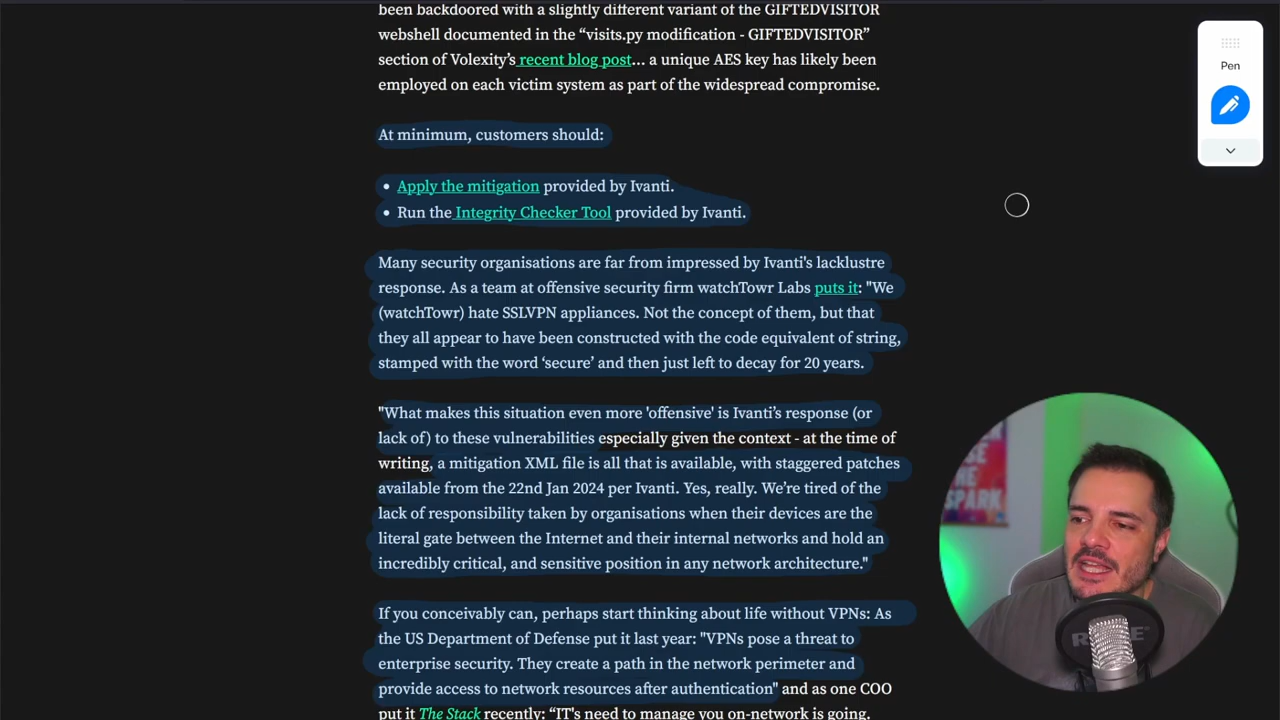 been backdoored with a slightly different variant of the GIFTEDVISITOR
webshell documented in the “visits.py modification - GIFTEDVISITOR”
section of Volexity’s recent blog post… a unique AES key has likely been
employed on each victim system as part of the widespread compromise.
Pen
At minimum, customers should:
• Apply the mitigation provided by Ivanti.
• Run the Integrity Checker Tool provided by Ivanti.
Many security organisations are far from impressed by Ivanti's lacklustre
response. As a team at offensive security firm watchTowr Labs puts it: "We
(watchTowr) hate SSLVPN appliances. Not the concept of them, but that
they all appear to have been constructed with the code equivalent of string,
stamped with the word ‘secure’ and then just left to decay for 20 years.
"What makes this situation even more 'offensive' is Ivanti’s response (or
lack of) to these vulnerabilities especially given the context - at the time of
writing, a mitigation XML file is all that is available, with staggered patches
available from the 22nd Jan 2024 per Ivanti. Yes, really. We’re tired of the
lack of responsibility taken by organisations when their devices are the
literal gate between the Internet and their internal networks and hold an
incredibly critical, and sensitive position in any network architecture."
If you conceivably can, perhaps start thinking about life without VPNs: As
the US Department of Defense put it last year: "VPNs pose a threat to
enterprise security. They create a path in the network perimeter and
provide access to network resources after authentication" and as one COO
put it The Stack recently: “IT's need to manage you on-network is going.
THE
SPARK